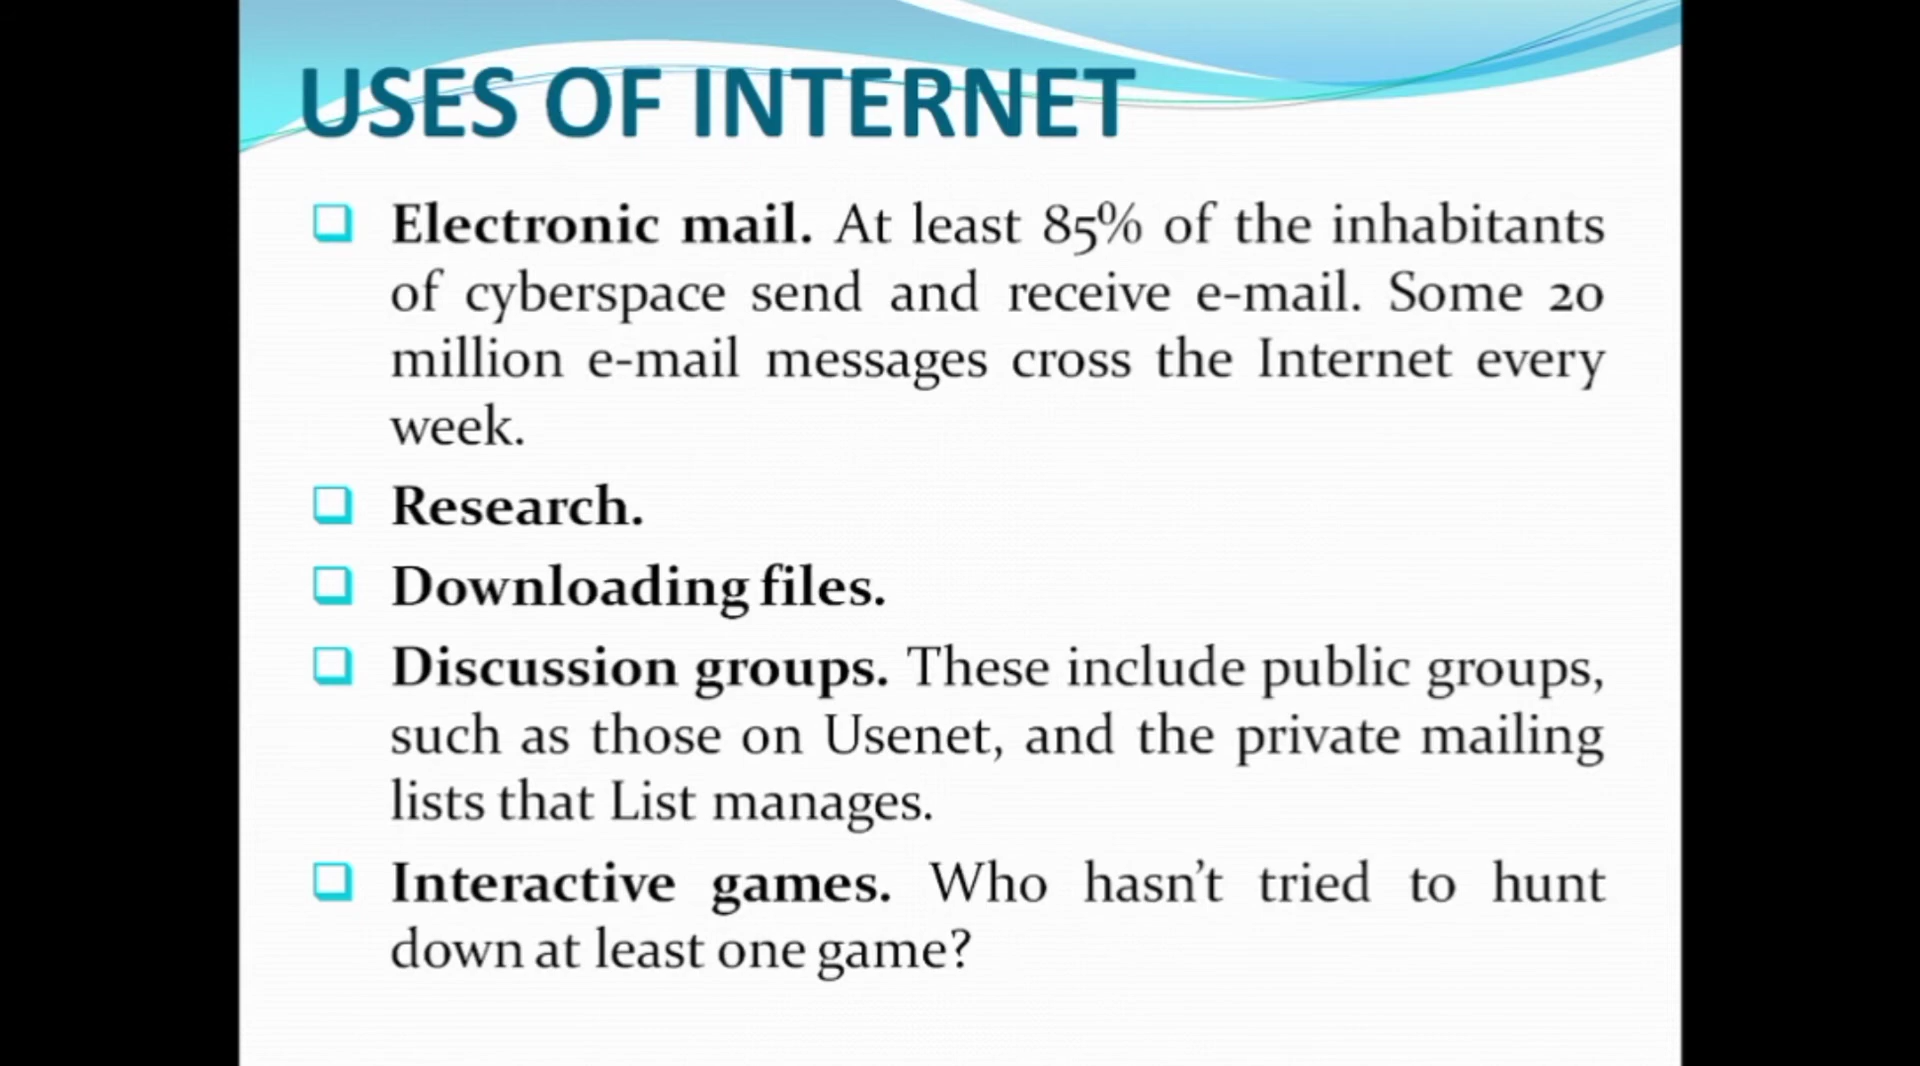 USES OF INTERNET
Electronic mail. At least 85% of the inhabitants
of cyberspace send and receive e-mail. Some 20
million e-mail messages cross the Internet every
week.
Research.
Downloading files.
Discussion groups. These include public groups,
such as those on Usenet, and the private mailing
lists that List manages.
Interactive games. Who hasn’t tried to hunt
down at least one game?